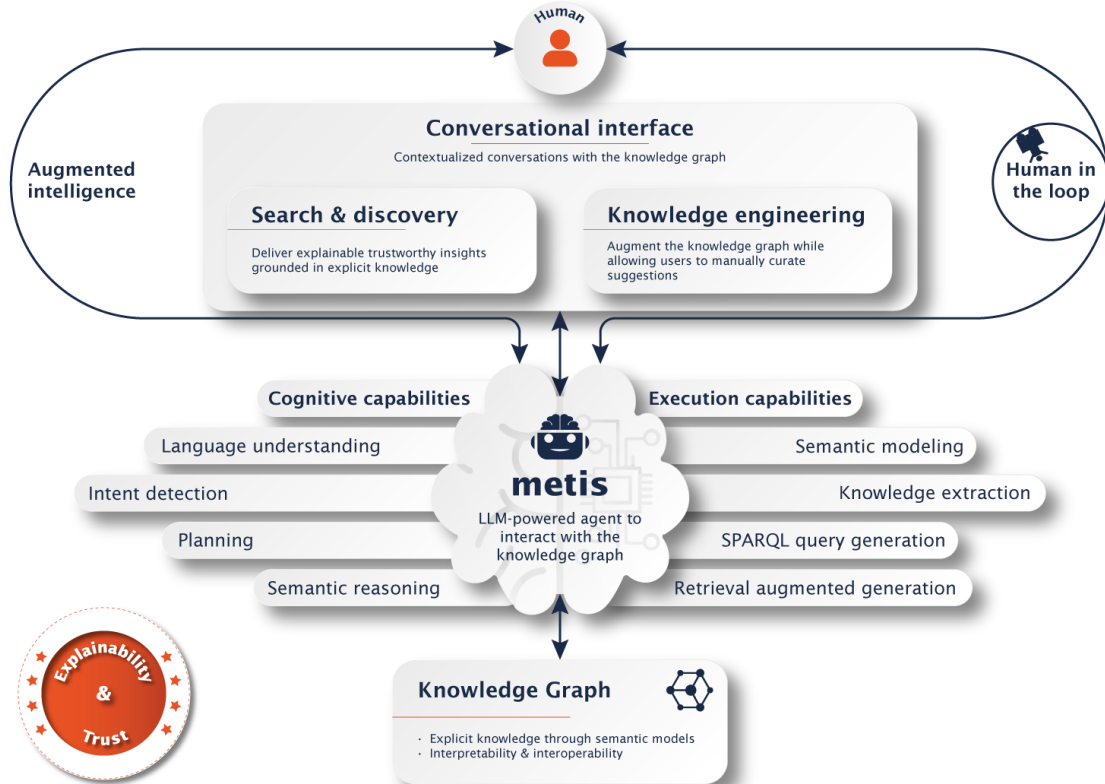 Human
Conversational interface
Contextualized conversations with the knowledge graph
Augmented
intelligence
Human in
the loop
Search & discovery
Deliver explainable trustworthy insights
grounded in explicit knowledge
Knowledge engineering
Augment the knowledge graph while
allowing users to manually curate
suggestions
Cognitive capabilities
Language understanding
Intent detection
Planning
Semantic reasoning
metis
LLM-powered agent to
interact with the
knowledge graph
Execution capabilities
Semantic modeling
Knowledge extraction
SPARQL query generation
Retrieval augmented generation
Explainability
&
Trust
Knowledge Graph
· Explicit knowledge through semantic models
· Interpretability & interoperability